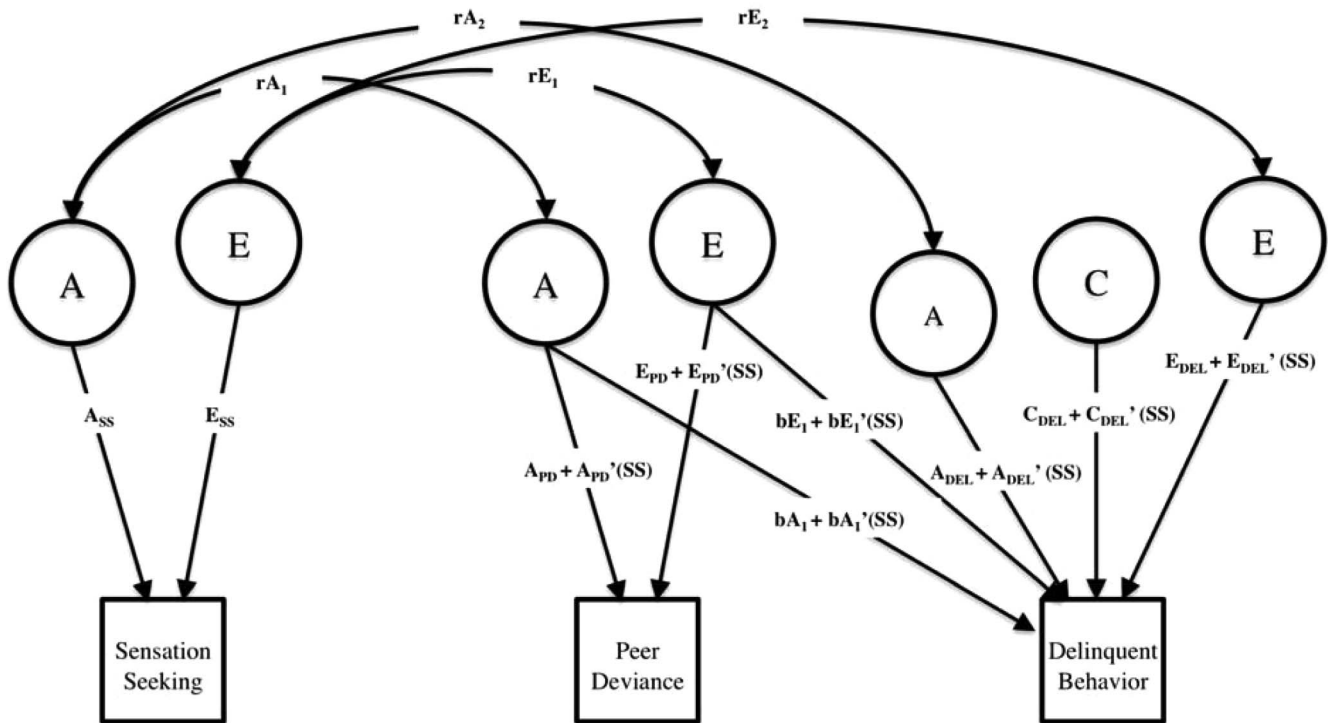 rA₂
rE₂
rA₁
rE₁
A
E
A
E
A
C
E
A_SS
E_SS
E_PD + E_PD’(SS)
A_PD + A_PD’(SS)
bE₁ + bE₁’(SS)
bA₁ + bA₁’(SS)
A_DEL + A_DEL’ (SS)
C_DEL + C_DEL’ (SS)
E_DEL + E_DEL’ (SS)
Sensation
Seeking
Peer
Deviance
Delinquent
Behavior